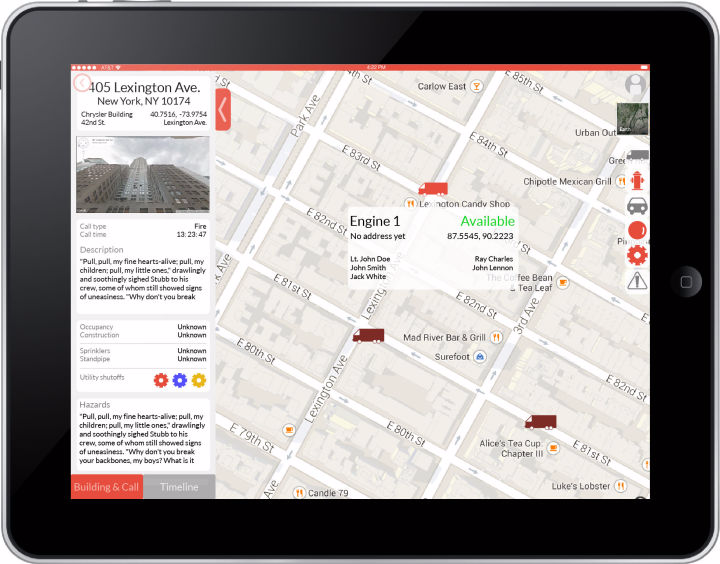 AT&T
4:22 PM
405 Lexington Ave.
New York, NY 10174
Chrysler Building 40.7516, -73.9754
42nd St. Lexington Ave.
Call type Fire
Call time 13: 23:47
Description
"Pull, pull, my fine hearts-alive; pull, my
children; pull, my little ones," drawlingly
and soothingly sighed Stubb to his
crew, some of whom still showed signs
of uneasiness. "Why don't you break
Occupancy Unknown
Construction Unknown
Sprinklers Unknown
Standpipe Unknown
Utility shutoffs
Hazards
"Pull, pull, my fine hearts-alive; pull, my
children; pull, my little ones," drawlingly
and soothingly sighed Stubb to his
crew, some of whom still showed signs
of uneasiness. "Why don't you break
your backbones, my boys? What is it
Building & Call
Timeline
E 84th St
Carlow East
E 85th St
Park Ave
E 84th St
Urban Out
Earth
E 83rd St
Gree
Chipotle Mexican Grill
Lexington Candy Shop
E 82nd St
Engine 1 Available
No address yet 87.5545, 90.2223
Lt. John Doe Ray Charles
John Smith John Lennon
Jack White
Pin
E 83rd St
The Coffee Bean
& Tea Leaf
E 82nd St
E 81st St
Lexington Ave
3rd Ave
Mad River Bar & Grill
Surefoot
E 80th St
Lexington Ave
E 79th St
E 80th St
Alice's Tea Cup,
Chapter III
E 81st St
Luke's Lobster
Candle 79